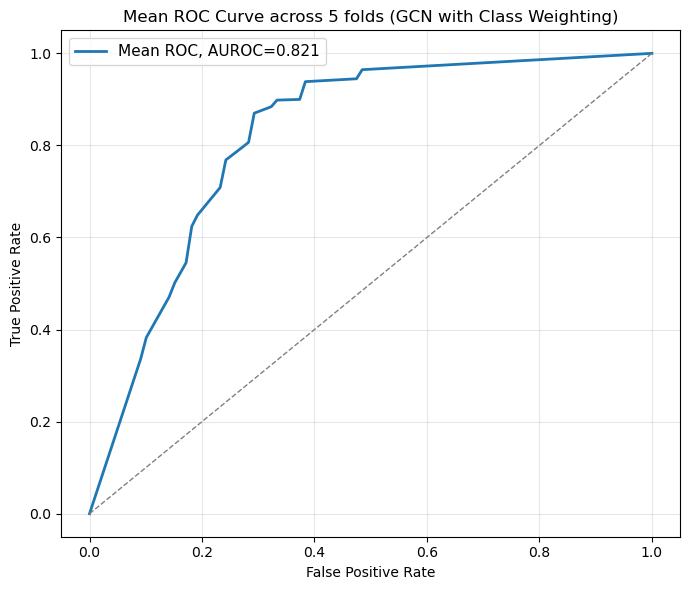 Mean ROC Curve across 5 folds (GCN with Class Weighting)
Mean ROC, AUROC=0.821
True Positive Rate
1.0
0.8
0.6
0.4
0.2
0.0
0.0 0.2 0.4 0.6 0.8 1.0
False Positive Rate